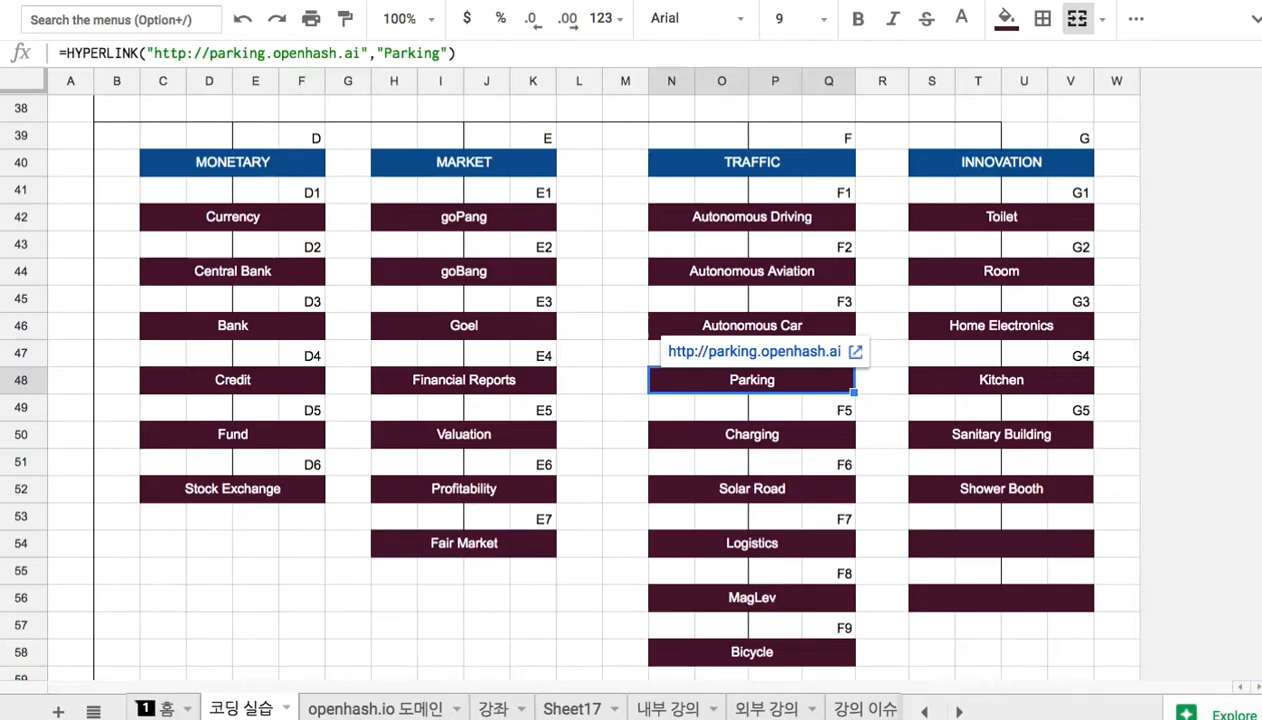 Search the menus (Option+/) 100% $ % .0 .00 123 Arial 9 B I S A
fx =HYPERLINK("http://parking.openhash.ai","Parking")
A B C D E F G H I J K L M N O P Q R S T U V W
38
39 D E F G
40 MONETARY MARKET TRAFFIC INNOVATION
41 D1 E1 F1 G1
42 Currency goPang Autonomous Driving Toilet
43 D2 E2 F2 G2
44 Central Bank goBang Autonomous Aviation Room
45 D3 E3 F3 G3
46 Bank Goel Autonomous Car Home Electronics
47 D4 E4 http://parking.openhash.ai G4
48 Credit Financial Reports Parking Kitchen
49 D5 E5 F5 G5
50 Fund Valuation Charging Sanitary Building
51 D6 E6 F6
52 Stock Exchange Profitability Solar Road Shower Booth
53 E7 F7
54 Fair Market Logistics
55 F8
56 MagLev
57 F9
58 Bicycle
59
1 홈 코딩 실습 openhash.io 도메인 강좌 Sheet17 내부 강의 외부 강의 강의 이슈 Explore